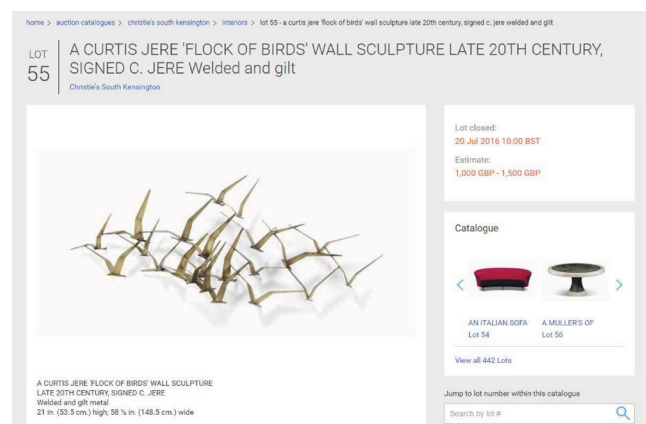 home > auction catalogues > christie's south kensington > interiors > lot 55 - a curtis jere 'flock of birds' wall sculpture late 20th century, signed c. jere welded and gilt
LOT
55
A CURTIS JERE 'FLOCK OF BIRDS' WALL SCULPTURE LATE 20TH CENTURY,
SIGNED C. JERE Welded and gilt
Christie's South Kensington
Lot closed:
20 Jul 2016 10:00 BST
Estimate:
1,000 GBP - 1,500 GBP
Catalogue
AN ITALIAN SOFA
Lot 54
A MULLER'S OF
Lot 56
View all 442 Lots
A CURTIS JERE 'FLOCK OF BIRDS' WALL SCULPTURE
LATE 20TH CENTURY, SIGNED C. JERE
Welded and gilt metal
21 in. (53.5 cm.) high; 58 ½ in. (148.5 cm.) wide
Jump to lot number within this catalogue
Search by lot #